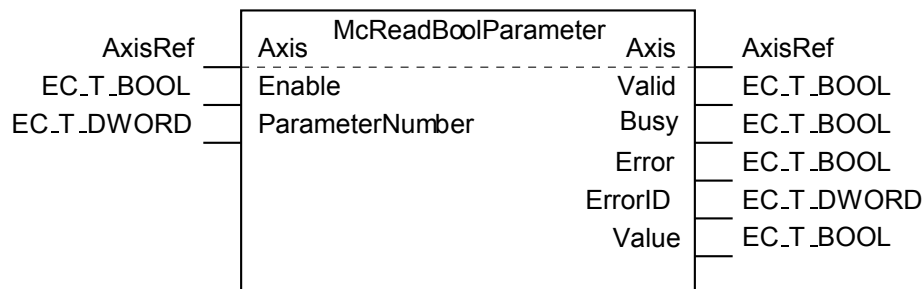 McReadBoolParameter
AxisRef Axis Axis AxisRef
EC_T_BOOL Enable Valid EC_T_BOOL
EC_T_DWORD ParameterNumber Busy EC_T_BOOL
Error EC_T_BOOL
ErrorID EC_T_DWORD
Value EC_T_BOOL